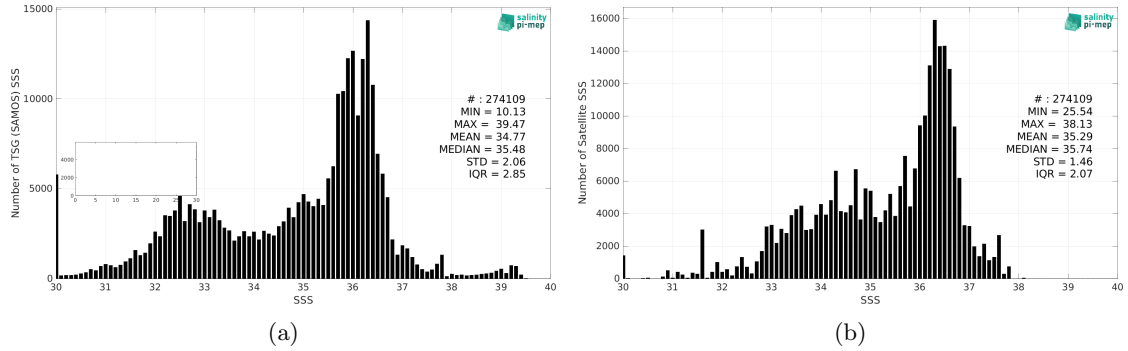 15000
10000
5000
0
Number of TSG (SAMOS) SSS
salinity
pi-mep
# : 274109
MIN = 10.13
MAX = 39.47
MEAN = 34.77
MEDIAN = 35.48
STD = 2.06
IQR = 2.85
4000
2000
0
0 5 10 15 20 25 30
30 31 32 33 34 35 36 37 38 39 40
SSS
(a)
16000
14000
12000
10000
8000
6000
4000
2000
0
Number of Satellite SSS
salinity
pi-mep
# : 274109
MIN = 25.54
MAX = 38.13
MEAN = 35.29
MEDIAN = 35.74
STD = 1.46
IQR = 2.07
30 31 32 33 34 35 36 37 38 39 40
SSS
(b)